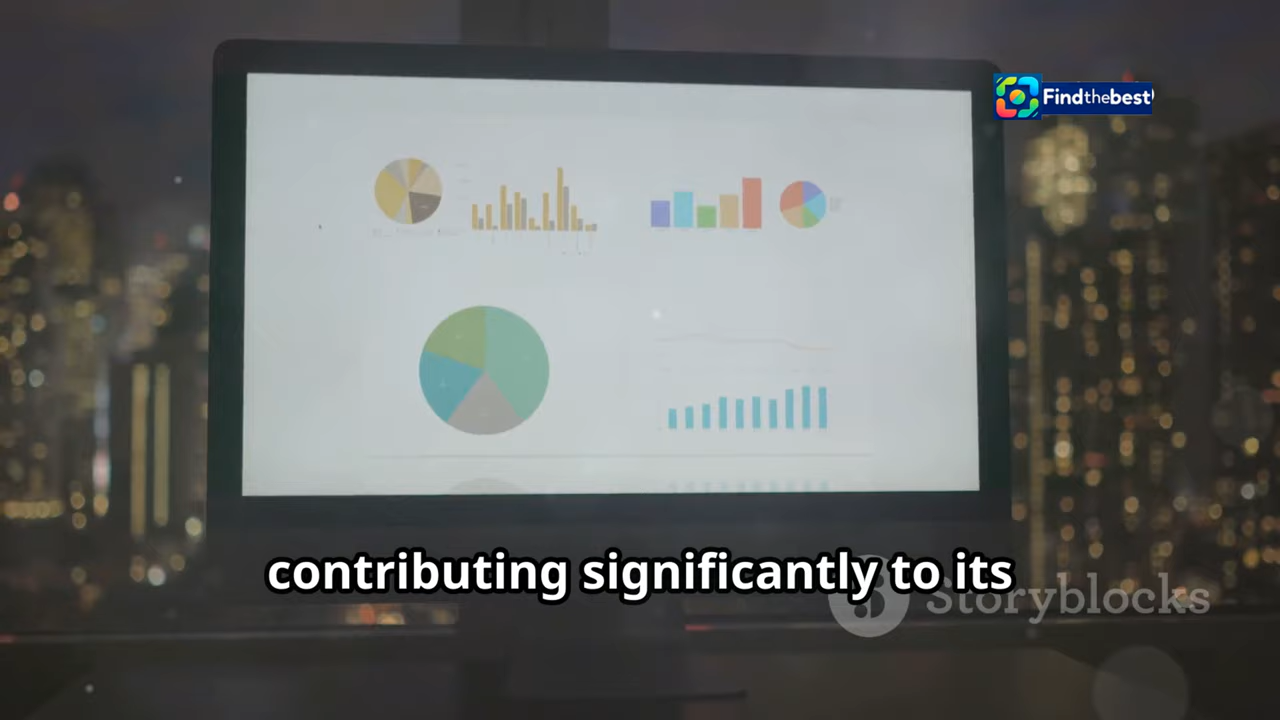 Findthebest
contributing significantly to its
Storyblocks